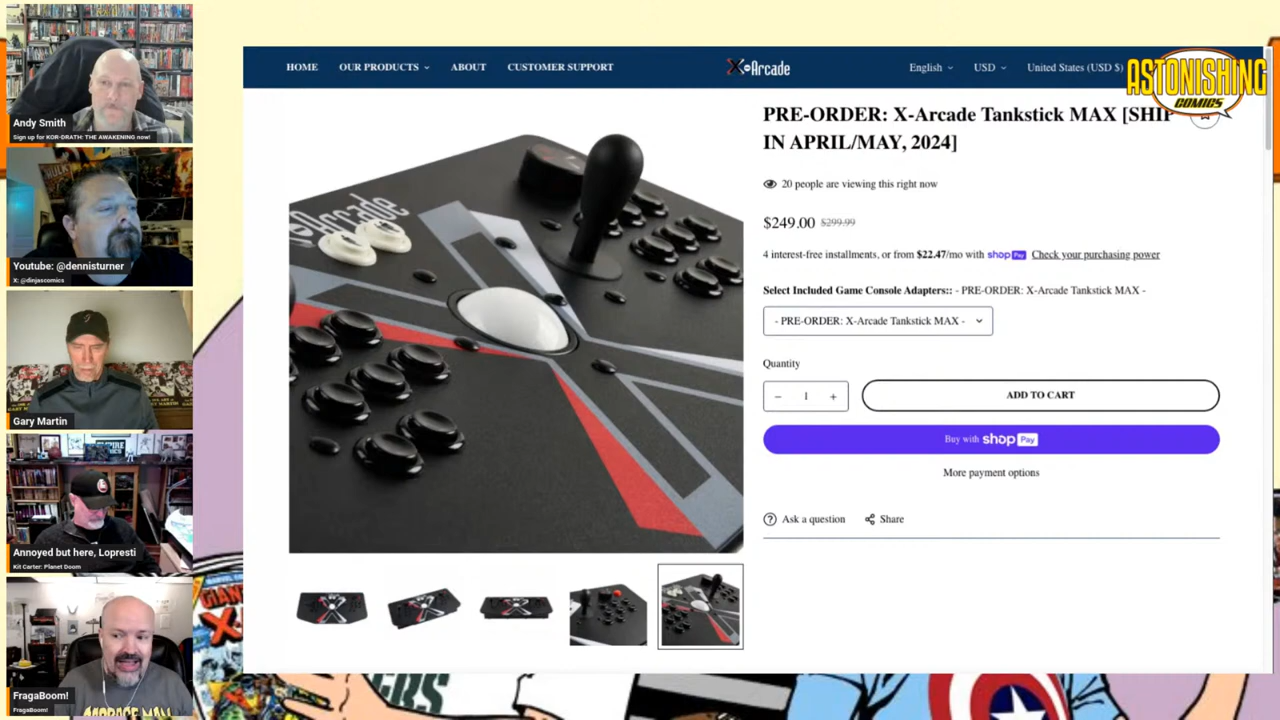 Andy Smith
Sign up for KOR-DRATH: THE AWAKENING now!
Youtube: @dennisturner
X: @dinjascomics
Gary Martin
Annoyed but here, Lopresti
Kit Carter: Planet Doom
FragaBoom!
FragaBoom!
HOME
OUR PRODUCTS
ABOUT
CUSTOMER SUPPORT
X-Arcade
English
USD
United States (USD $)
ASTONISHING
COMICS
PRE-ORDER: X-Arcade Tankstick MAX [SHIP
IN APRIL/MAY, 2024]
20 people are viewing this right now
$249.00 $299.99
4 interest-free installments, or from $22.47/mo with shop Pay Check your purchasing power
Select Included Game Console Adapters:: - PRE-ORDER: X-Arcade Tankstick MAX -
- PRE-ORDER: X-Arcade Tankstick MAX -
Quantity
− 1 +
ADD TO CART
Buy with shop Pay
More payment options
Ask a question
Share
Arcade
GIANT